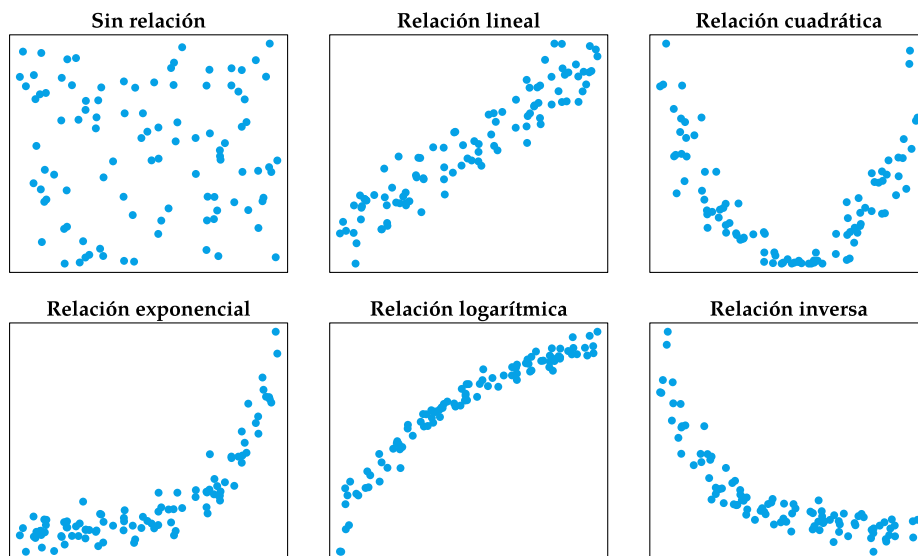 Sin relación
Relación lineal
Relación cuadrática
Relación exponencial
Relación logarítmica
Relación inversa